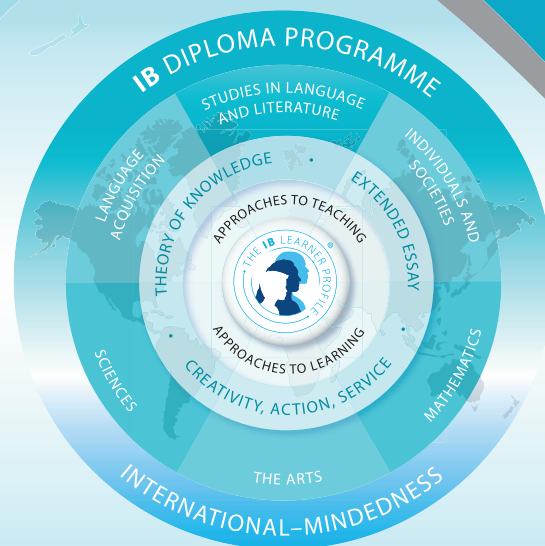 IB DIPLOMA PROGRAMME
STUDIES IN LANGUAGE
AND LITERATURE
LANGUAGE
ACQUISITION
INDIVIDUALS AND
SOCIETIES
THEORY OF KNOWLEDGE
EXTENDED ESSAY
APPROACHES TO TEACHING
THE IB LEARNER PROFILE ®
APPROACHES TO LEARNING
CREATIVITY, ACTION, SERVICE
SCIENCES
MATHEMATICS
THE ARTS
INTERNATIONAL–MINDEDNESS